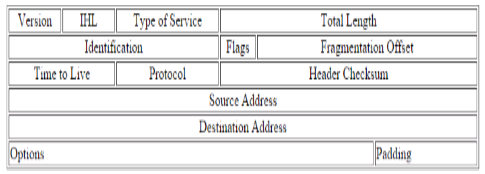 Version IHL Type of Service Total Length
Identification Flags Fragmentation Offset
Time to Live Protocol Header Checksum
Source Address
Destination Address
Options Padding